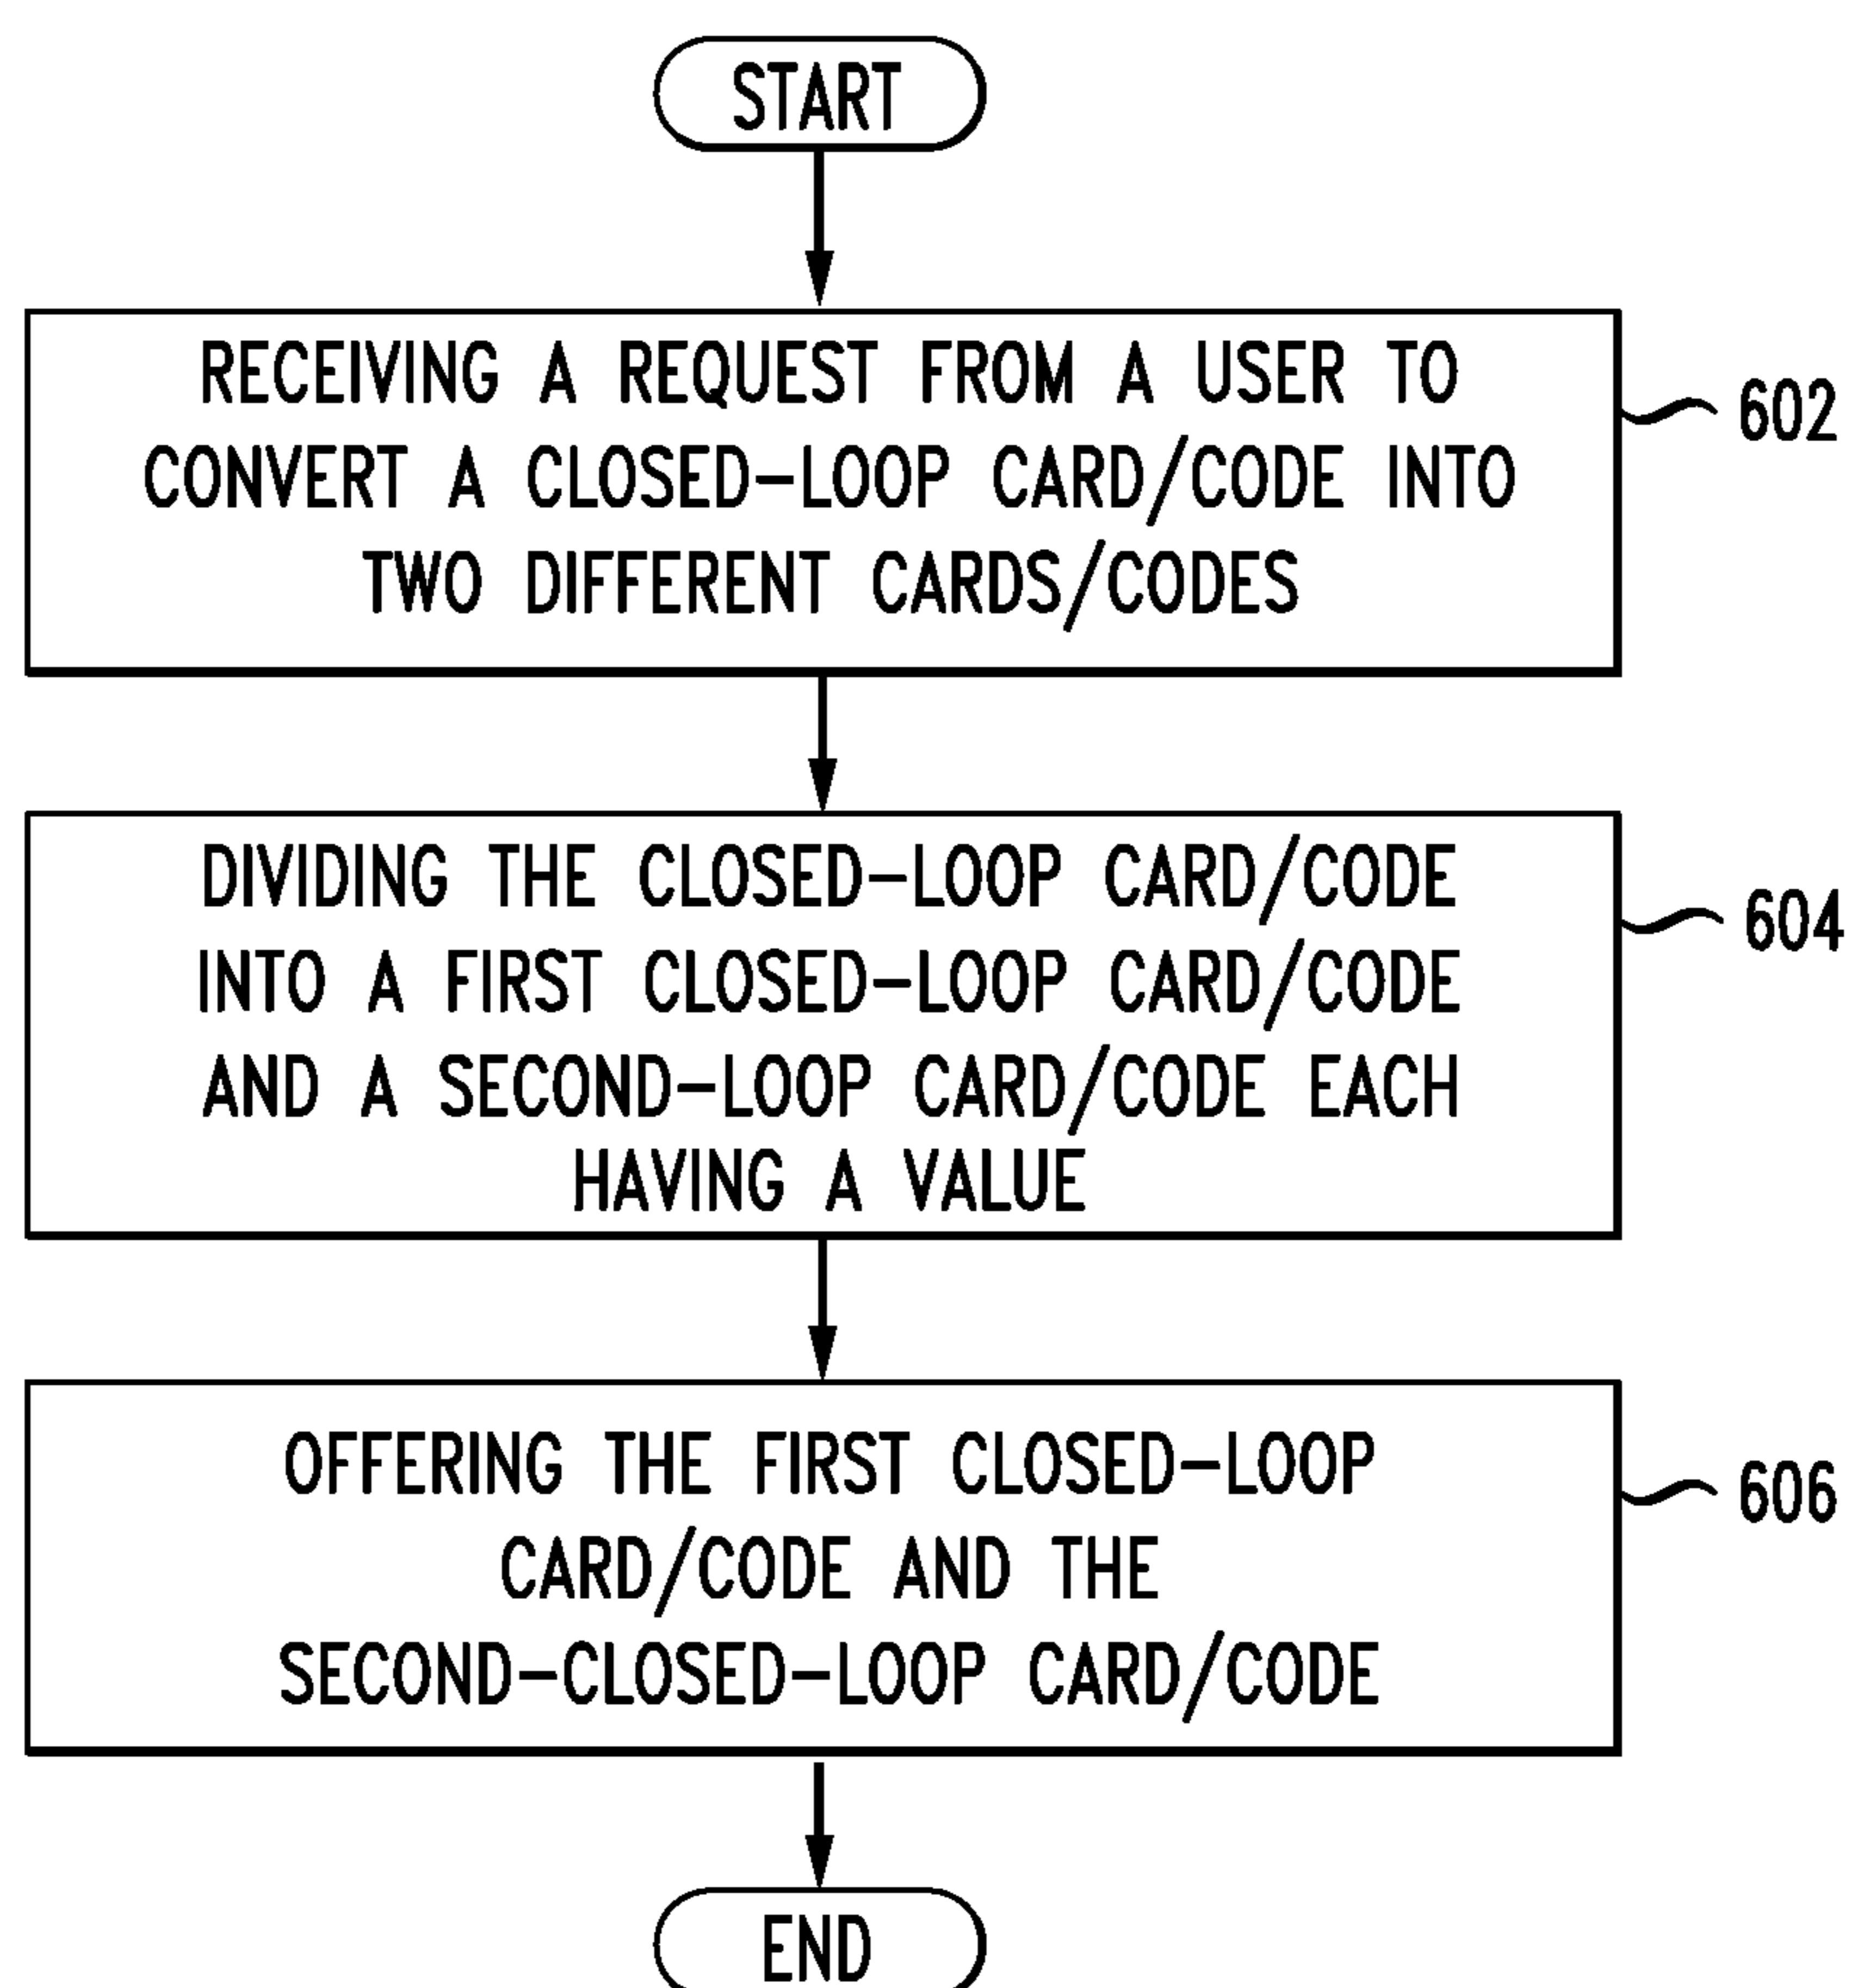 START
RECEIVING A REQUEST FROM A USER TO
CONVERT A CLOSED-LOOP CARD/CODE INTO
TWO DIFFERENT CARDS/CODES
602
DIVIDING THE CLOSED-LOOP CARD/CODE
INTO A FIRST CLOSED-LOOP CARD/CODE
AND A SECOND-LOOP CARD/CODE EACH
HAVING A VALUE
604
OFFERING THE FIRST CLOSED-LOOP
CARD/CODE AND THE
SECOND-CLOSED-LOOP CARD/CODE
606
END